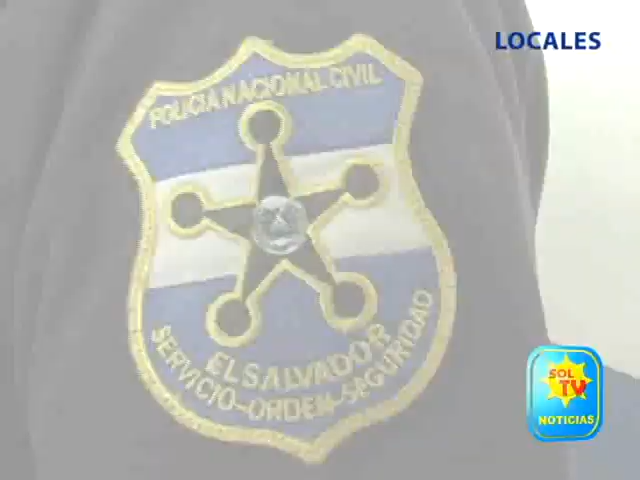 LOCALES
POLICIA NACIONAL CIVIL
EL SALVADOR
SERVICIO-ORDEN-SEGURIDAD
SOL
TV
NOTICIAS